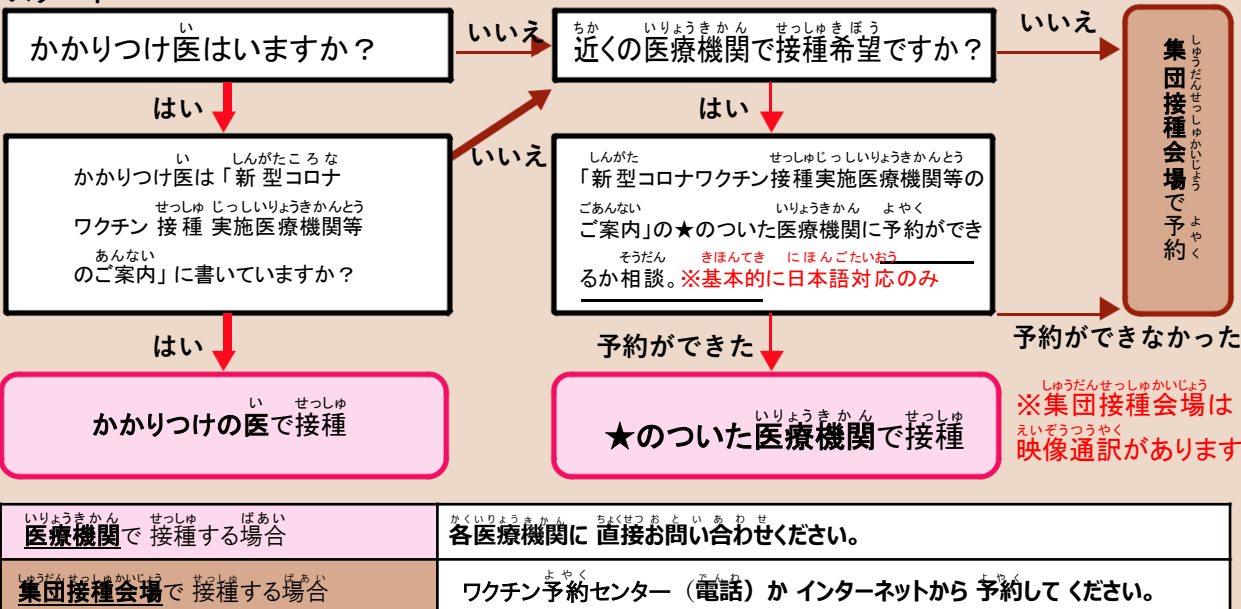 かかりつけ医はいますか？
いいえ
近くの医療機関で接種希望ですか？
いいえ
はい
はい
かかりつけ医は「新型コロナ
ワクチン 接種 実施医療機関等
のご案内」に書いていますか？
いいえ
「新型コロナワクチン接種実施医療機関等の
ご案内」の★のついた医療機関に予約ができ
るか相談。※基本的に日本語対応のみ
集団接種会場で予約
はい
予約ができた
予約ができなかった
かかりつけの医で接種
★のついた医療機関で接種
※集団接種会場は
映像通訳があります
医療機関で 接種する場合
各医療機関に 直接お問い合わせください。
集団接種会場で 接種する場合
ワクチン予約センター（電話）か インターネットから 予約して ください。